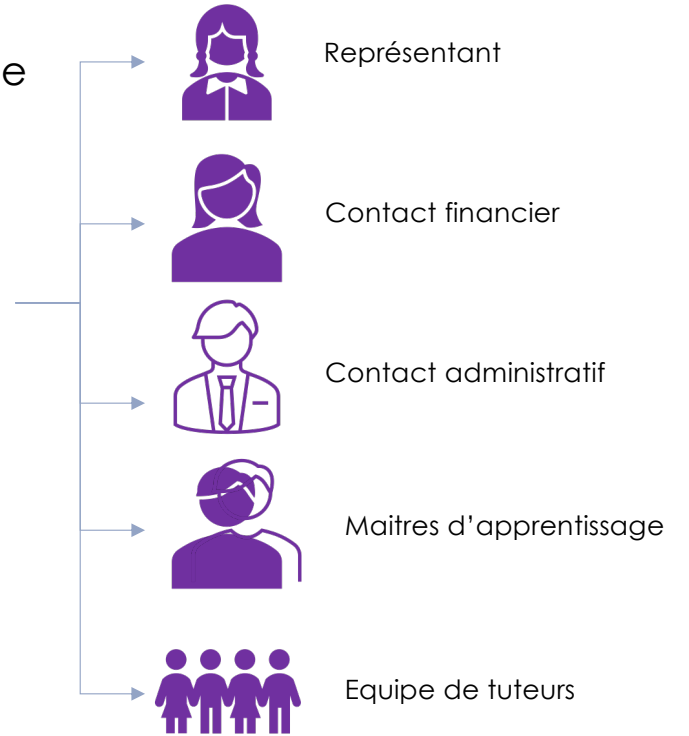 e
Représentant
Contact financier
Contact administratif
Maitres d’apprentissage
Equipe de tuteurs